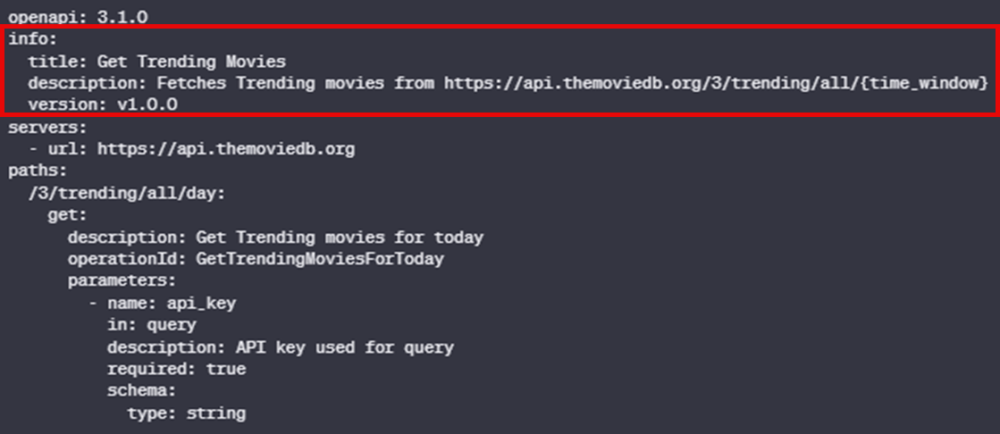 openapi: 3.1.0
info:
  title: Get Trending Movies
  description: Fetches Trending movies from https://api.themoviedb.org/3/trending/all/{time_window}
  version: v1.0.0
servers:
  - url: https://api.themoviedb.org
paths:
  /3/trending/all/day:
    get:
      description: Get Trending movies for today
      operationId: GetTrendingMoviesForToday
      parameters:
        - name: api_key
          in: query
          description: API key used for query
          required: true
          schema:
            type: string